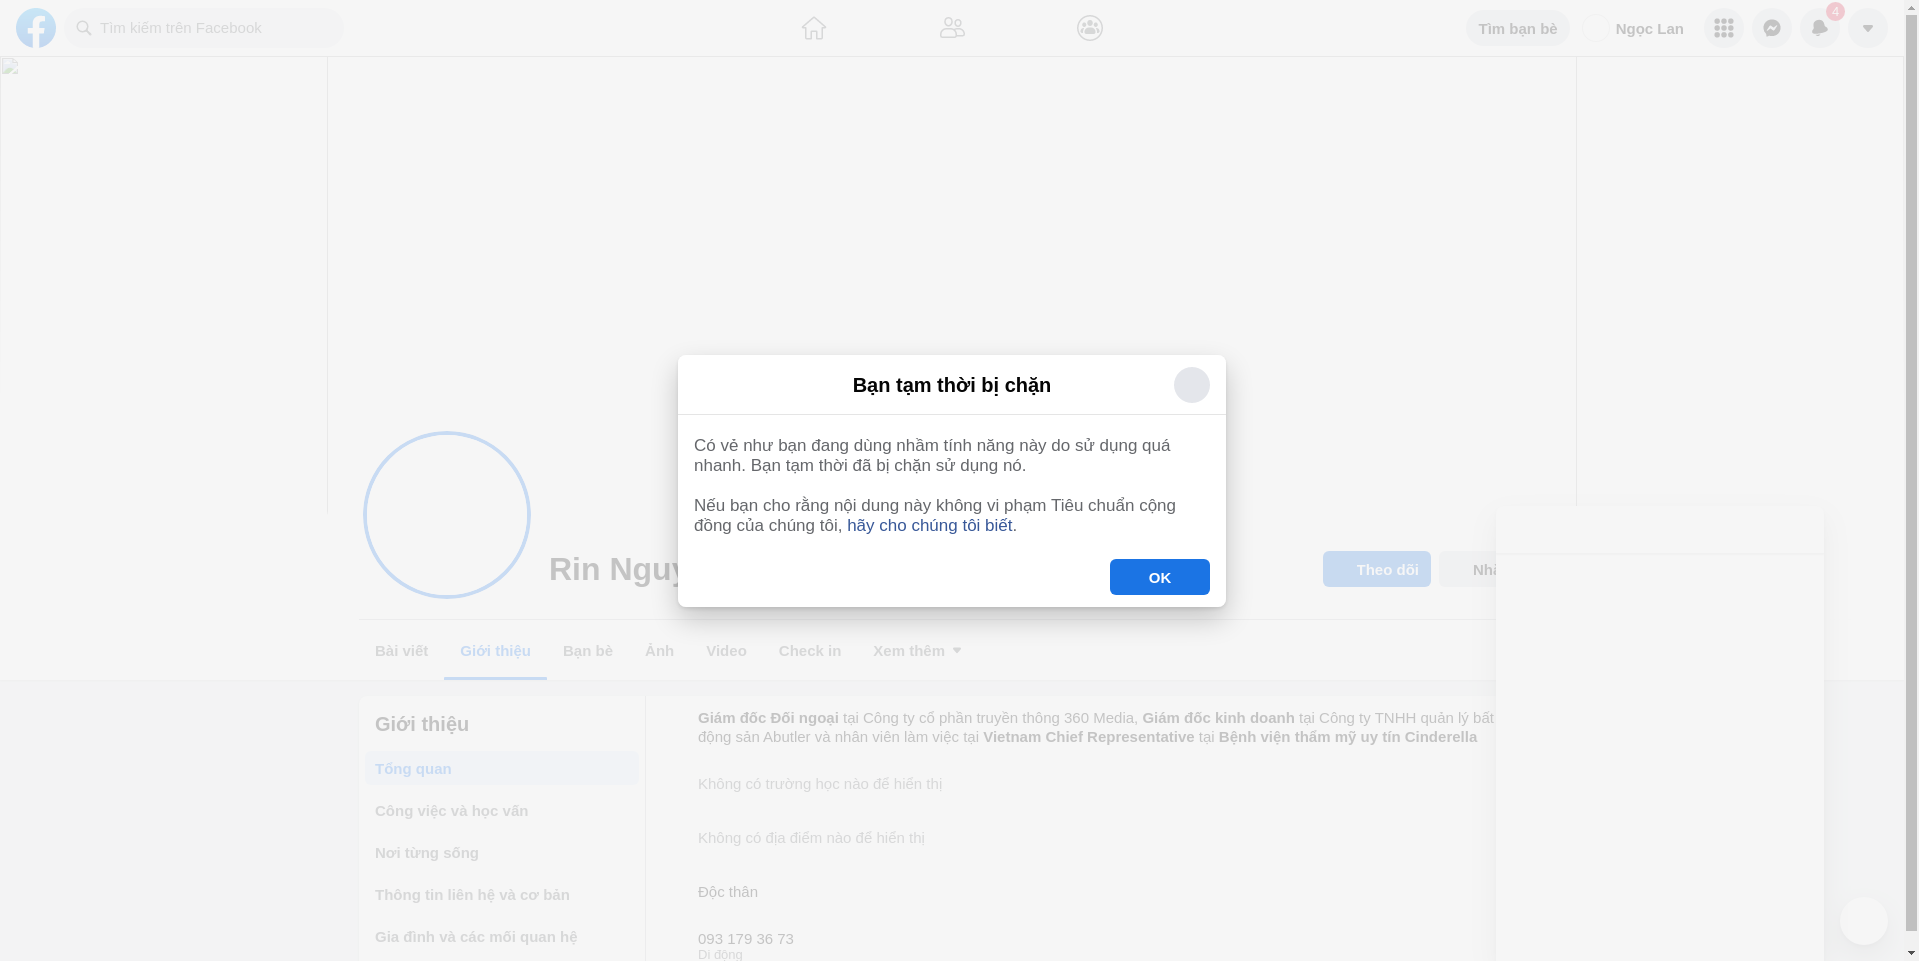 Tìm kiếm trên Facebook
Tìm bạn bè
Ngọc Lan
4
Bạn tạm thời bị chặn
Có vẻ như bạn đang dùng nhầm tính năng này do sử dụng quá
nhanh. Bạn tạm thời đã bị chặn sử dụng nó.
Nếu bạn cho rằng nội dung này không vi phạm Tiêu chuẩn cộng
đồng của chúng tôi, hãy cho chúng tôi biết.
OK
Rin
Theo dõi
Bài viết
Giới thiệu
Bạn bè
Ảnh
Video
Check in
Xem thêm
Giới thiệu
Tổng quan
Công việc và học vấn
Nơi từng sống
Thông tin liên hệ và cơ bản
Gia đình và các mối quan hệ
Giám đốc Đối ngoại tại Công ty cổ phần truyền thông 360 Media, Giám đốc kinh doanh tại Công ty TNHH quản lý bất
động sản Abutler và nhân viên làm việc tại Vietnam Chief Representative tại Bệnh viện thẩm mỹ uy tín Cinderella
Không có trường học nào để hiển thị
Không có địa điểm nào để hiển thị
Độc thân
093 179 36 73
Di động